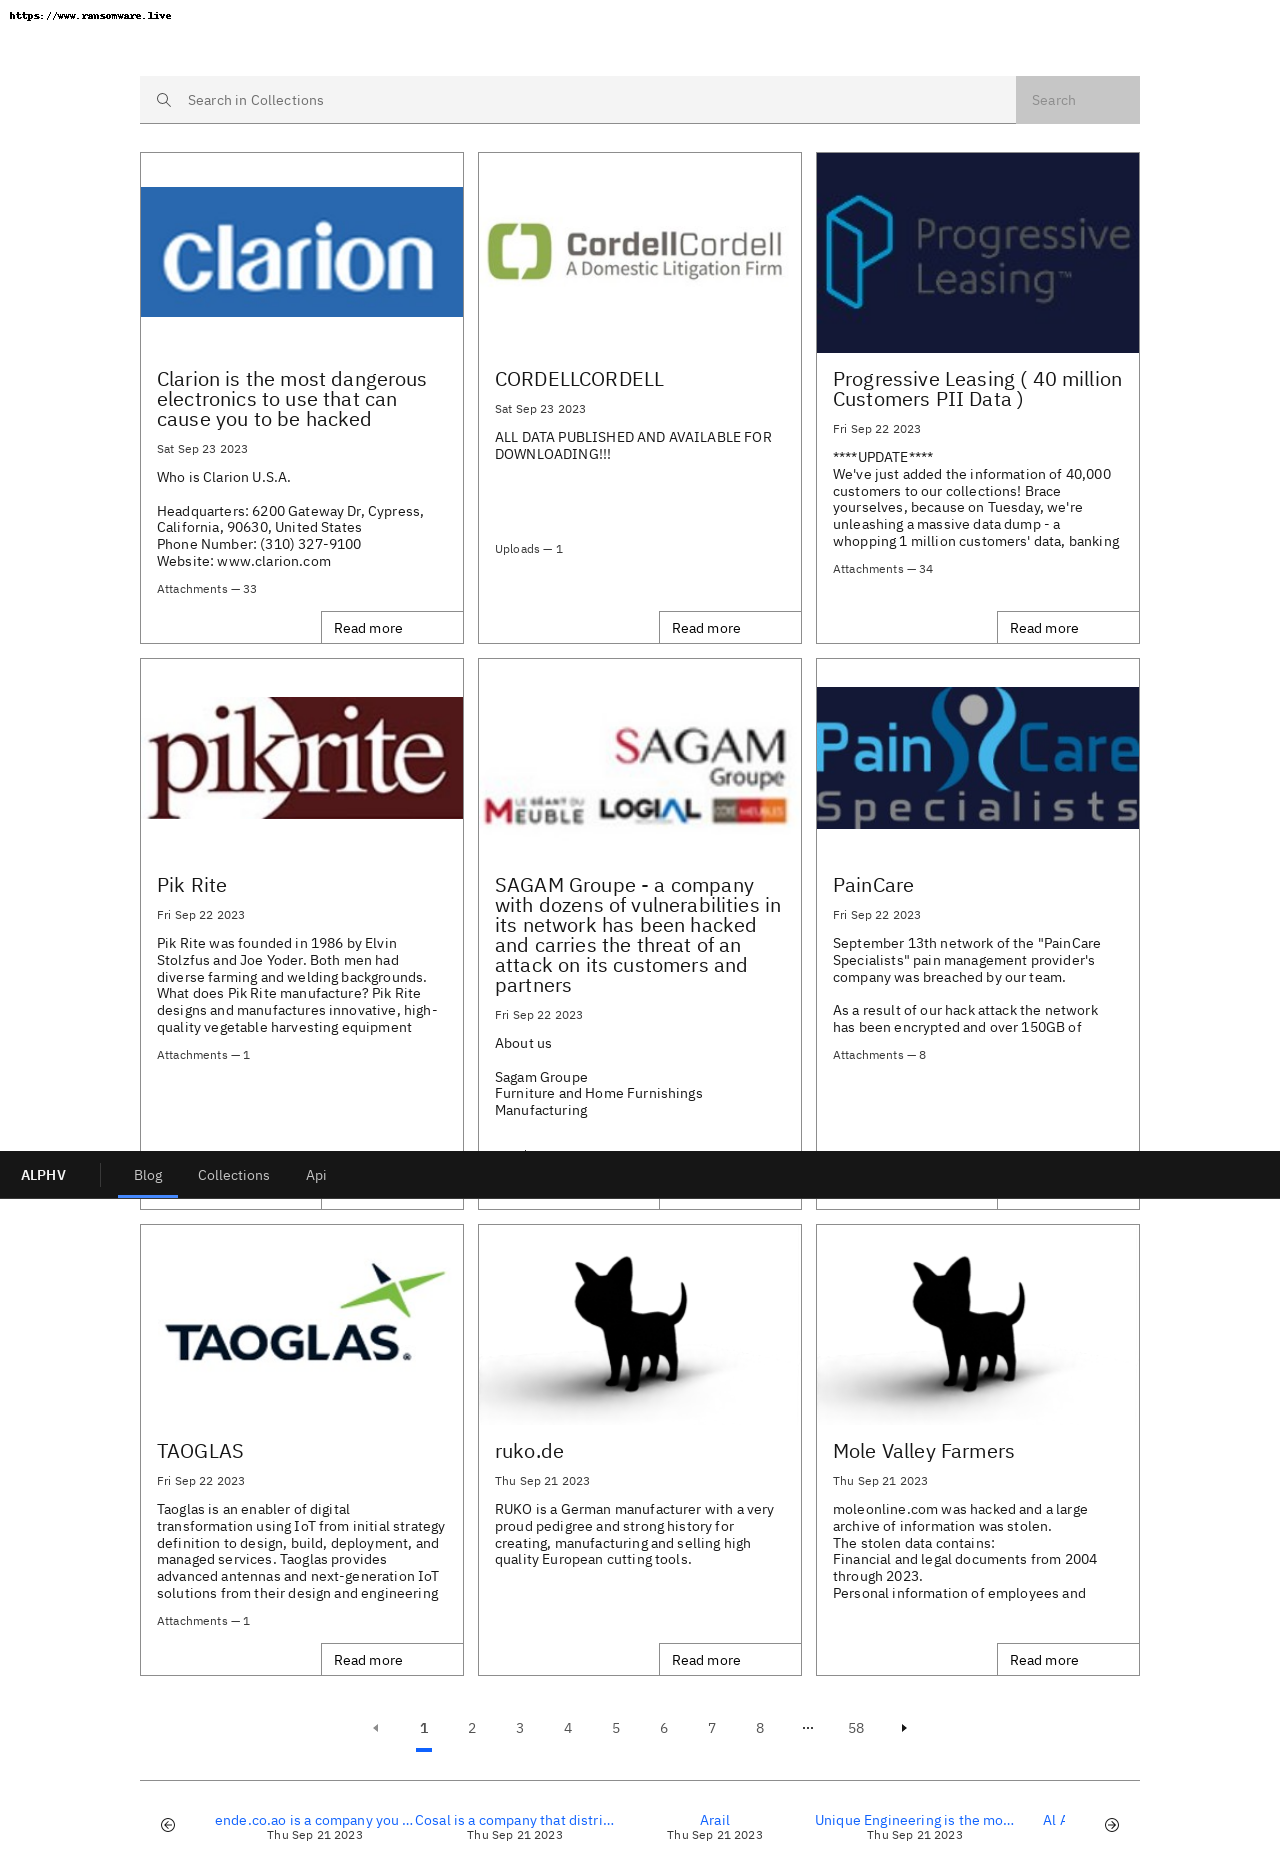 https://www.ransomware.live
Search in Collections
Search
clarion
Clarion is the most dangerous
electronics to use that can
cause you to be hacked
Sat Sep 23 2023
Who is Clarion U.S.A.
Headquarters: 6200 Gateway Dr, Cypress,
California, 90630, United States
Phone Number: (310) 327-9100
Website: www.clarion.com
Attachments — 33
Read more
CordellCordell
A Domestic Litigation Firm
CORDELLCORDELL
Sat Sep 23 2023
ALL DATA PUBLISHED AND AVAILABLE FOR
DOWNLOADING!!!
Uploads — 1
Read more
Progressive
Leasing™
Progressive Leasing ( 40 million
Customers PII Data )
Fri Sep 22 2023
****UPDATE****
We've just added the information of 40,000
customers to our collections! Brace
yourselves, because on Tuesday, we're
unleashing a massive data dump - a
whopping 1 million customers' data, banking
Attachments — 34
Read more
pikrite
Pik Rite
Fri Sep 22 2023
Pik Rite was founded in 1986 by Elvin
Stolzfus and Joe Yoder. Both men had
diverse farming and welding backgrounds.
What does Pik Rite manufacture? Pik Rite
designs and manufactures innovative, high-
quality vegetable harvesting equipment
Attachments — 1
SAGAM
Groupe
LE GÉANT DU
MEUBLE
LOGIAL
MEUBLES
SAGAM Groupe - a company
with dozens of vulnerabilities in
its network has been hacked
and carries the threat of an
attack on its customers and
partners
Fri Sep 22 2023
About us
Sagam Groupe
Furniture and Home Furnishings
Manufacturing
Pain Care
Specialists
PainCare
Fri Sep 22 2023
September 13th network of the "PainCare
Specialists" pain management provider's
company was breached by our team.
As a result of our hack attack the network
has been encrypted and over 150GB of
Attachments — 8
ALPHV
Blog
Collections
Api
TAOGLAS®
TAOGLAS
Fri Sep 22 2023
Taoglas is an enabler of digital
transformation using IoT from initial strategy
definition to design, build, deployment, and
managed services. Taoglas provides
advanced antennas and next-generation IoT
solutions from their design and engineering
Attachments — 1
Read more
ruko.de
Thu Sep 21 2023
RUKO is a German manufacturer with a very
proud pedigree and strong history for
creating, manufacturing and selling high
quality European cutting tools.
Read more
Mole Valley Farmers
Thu Sep 21 2023
moleonline.com was hacked and a large
archive of information was stolen.
The stolen data contains:
Financial and legal documents from 2004
through 2023.
Personal information of employees and
Read more
1 2 3 4 5 6 7 8 ... 58
ende.co.ao is a company you ...
Thu Sep 21 2023
Cosal is a company that distri...
Thu Sep 21 2023
Arail
Thu Sep 21 2023
Unique Engineering is the mo...
Thu Sep 21 2023
Al